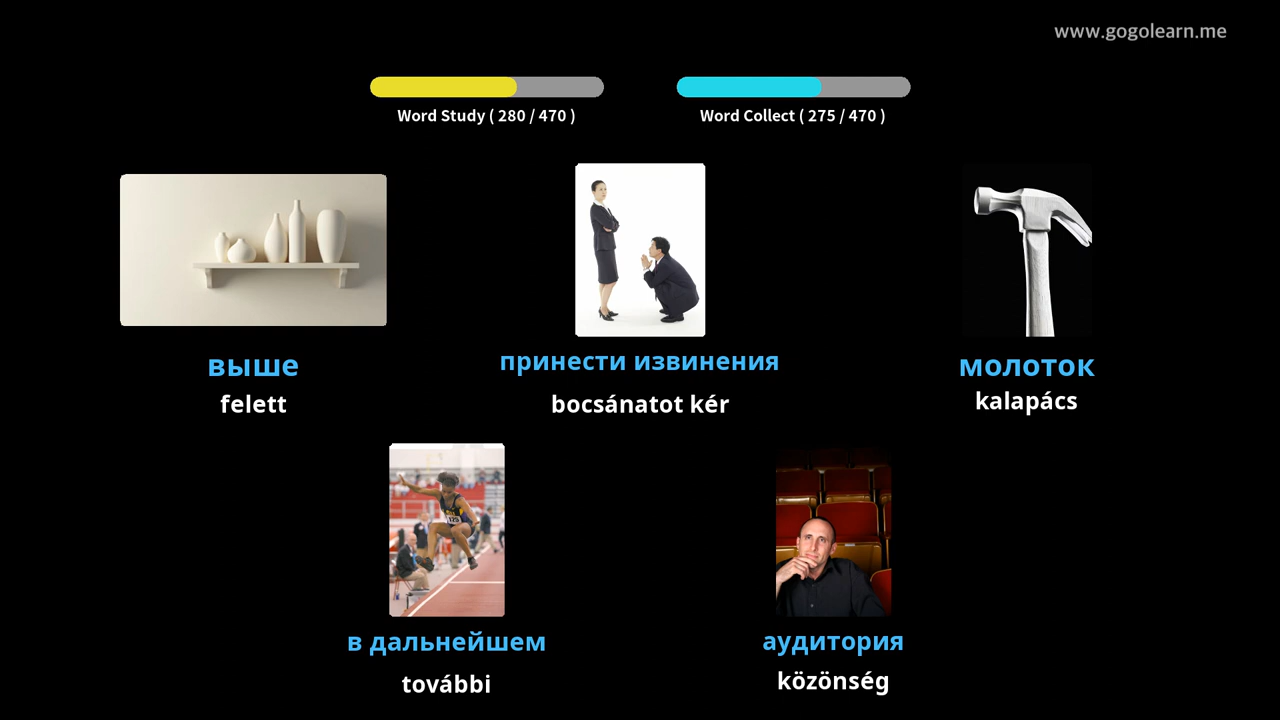 www.gogolearn.me
Word Study ( 280 / 470 )
Word Collect ( 275 / 470 )
выше
felett
принести извинения
bocsánatot kér
молоток
kalapács
в дальнейшем
további
аудитория
közönség